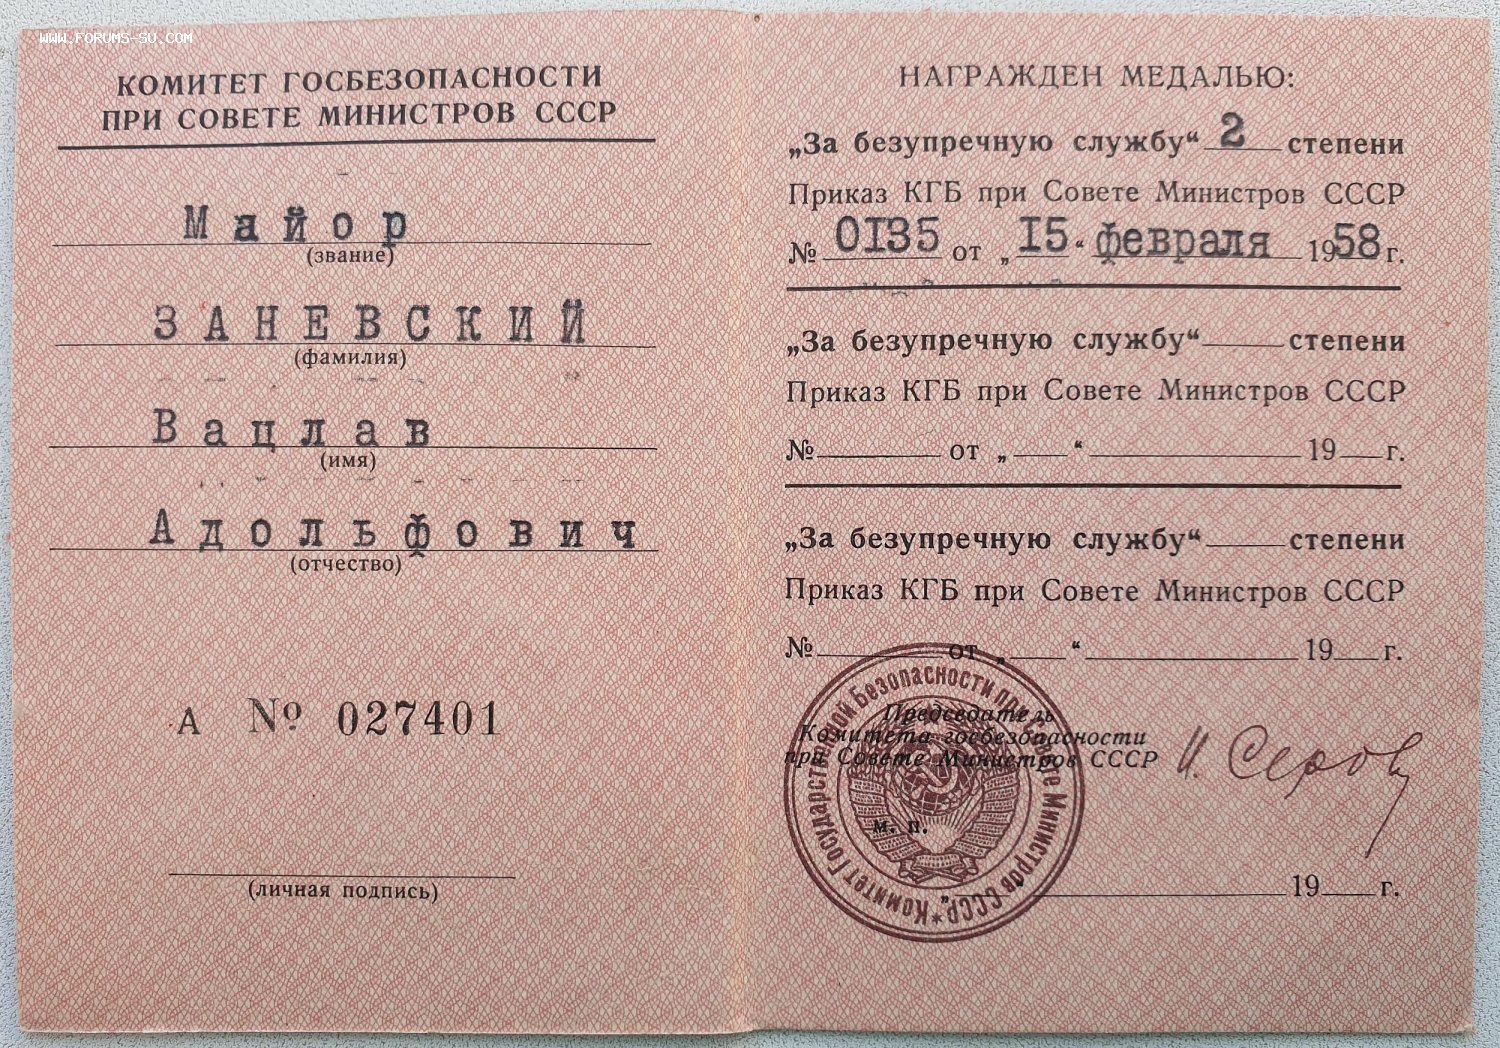 WWW.FORUMS-SU.COM
КОМИТЕТ ГОСБЕЗОПАСНОСТИ
ПРИ СОВЕТЕ МИНИСТРОВ СССР
Майор
(звание)
ЗАНЕВСКИЙ
(фамилия)
Вацлав
(имя)
Адольфович
(отчество)
А № 027401
(личная подпись)
НАГРАЖДЕН МЕДАЛЬЮ:
„За безупречную службу“ 2 степени
Приказ КГБ при Совете Министров СССР
№ 0135 от „15“ февраля 1958 г.
„За безупречную службу“ степени
Приказ КГБ при Совете Министров СССР
№ от „ “ 19 г.
„За безупречную службу“ степени
Приказ КГБ при Совете Министров СССР
№ от „ “ 19 г.
Председатель
Комитета госбезопасности
при Совете Министров СССР И. Серов
м. п.
„ “ 19 г.
Комитет Государственной Безопасности при Совете Министров СССР *